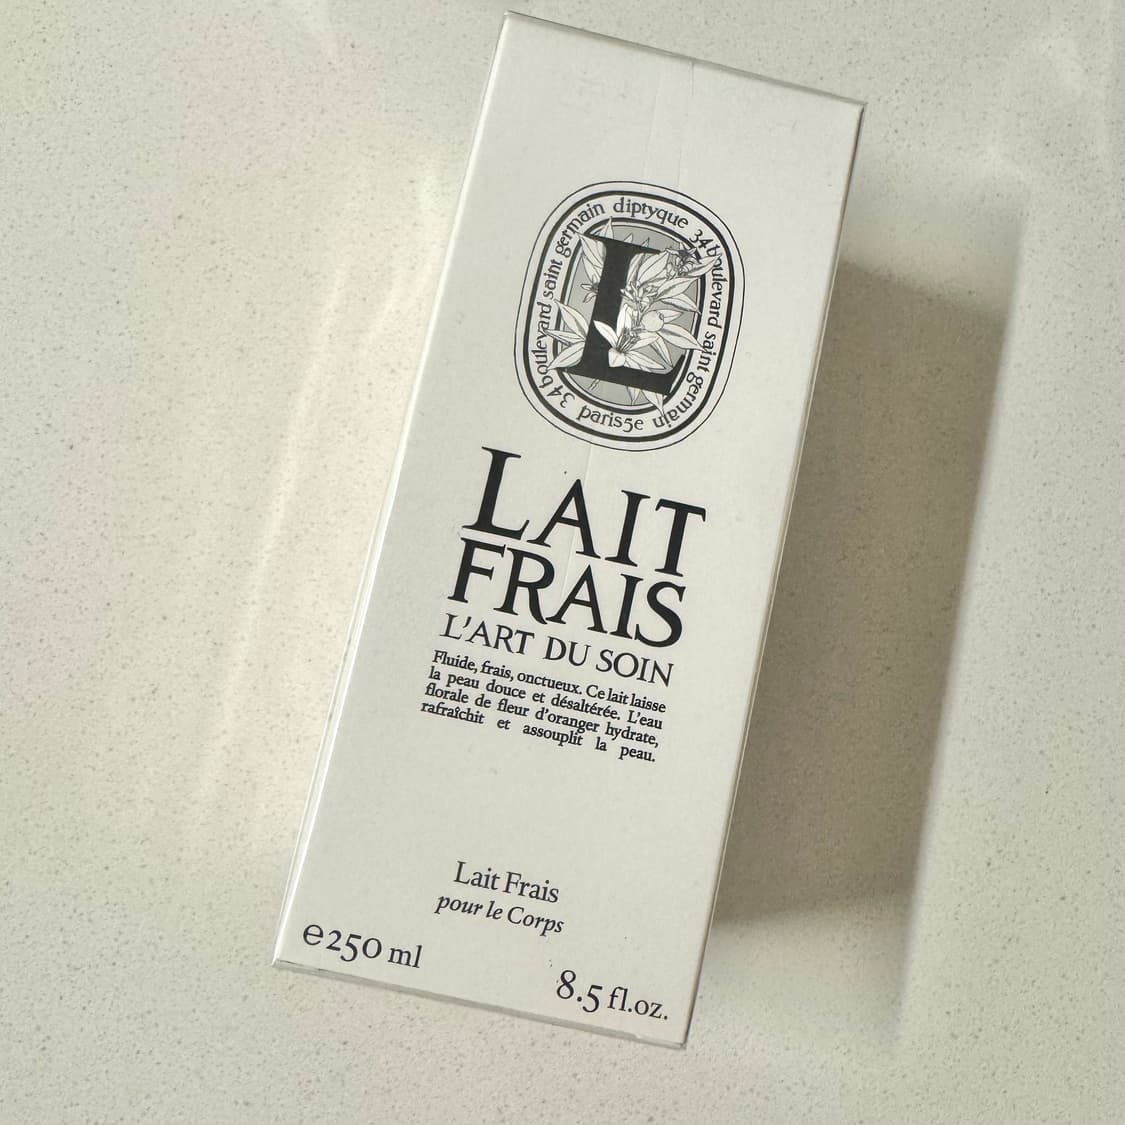 34 boulevard saint germain diptyque 34 boulevard saint germain paris5e
L
LAIT
FRAIS
L'ART DU SOIN
Fluide, frais, onctueux. Ce lait laisse
la peau douce et désaltérée. L'eau
florale de fleur d'oranger hydrate,
rafraîchit et assouplit la peau.
Lait Frais
pour le Corps
℮250 ml
8.5 fl.oz.